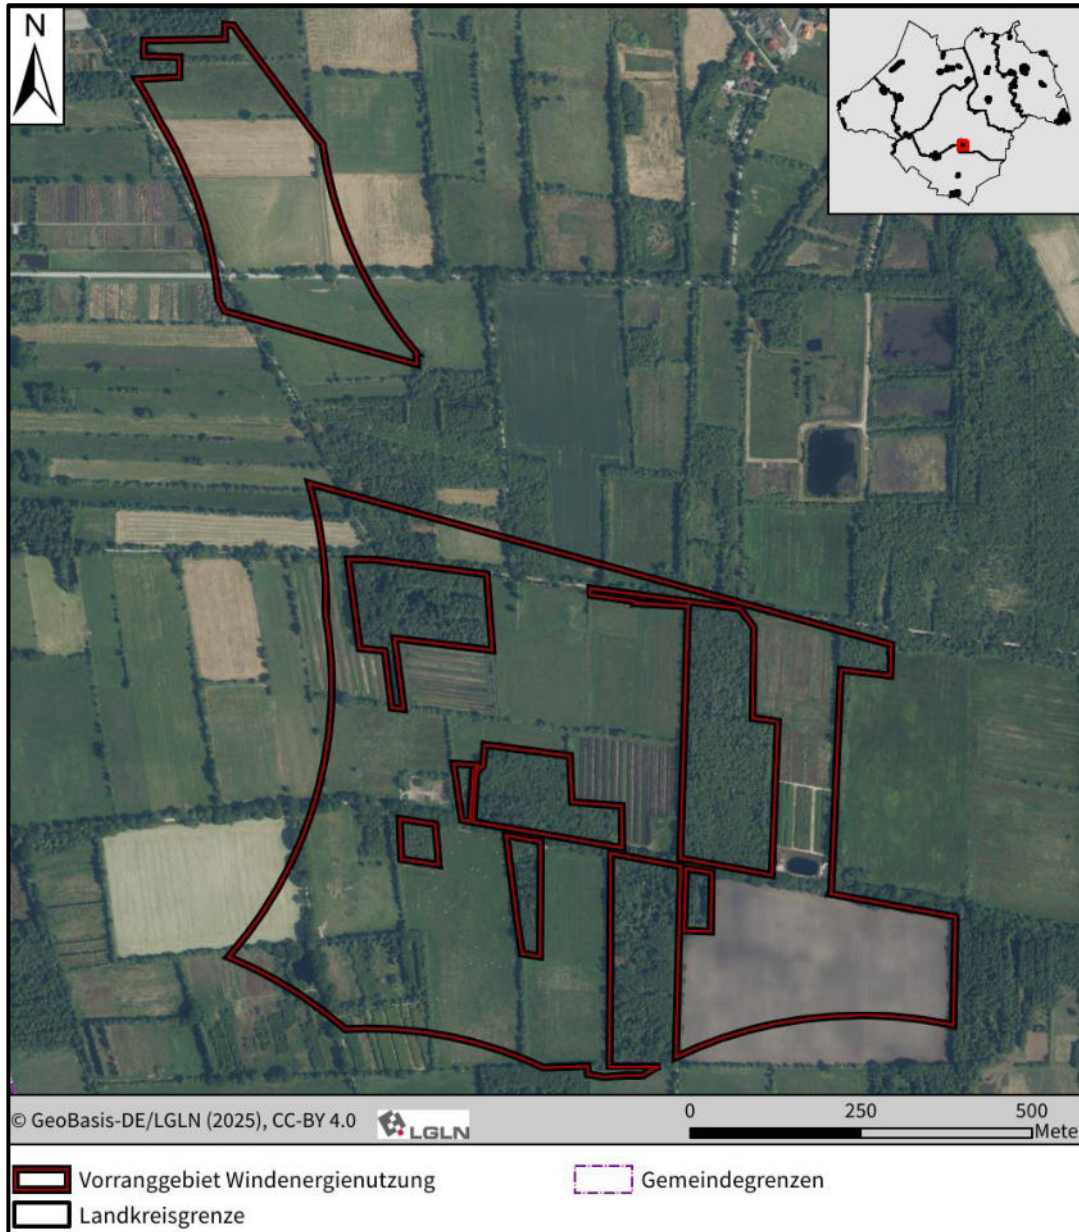 N
© GeoBasis-DE/LGLN (2025), CC-BY 4.0
LGLN
0 250 500
Mete
Vorranggebiet Windenergienutzung
Gemeindegrenzen
Landkreisgrenze